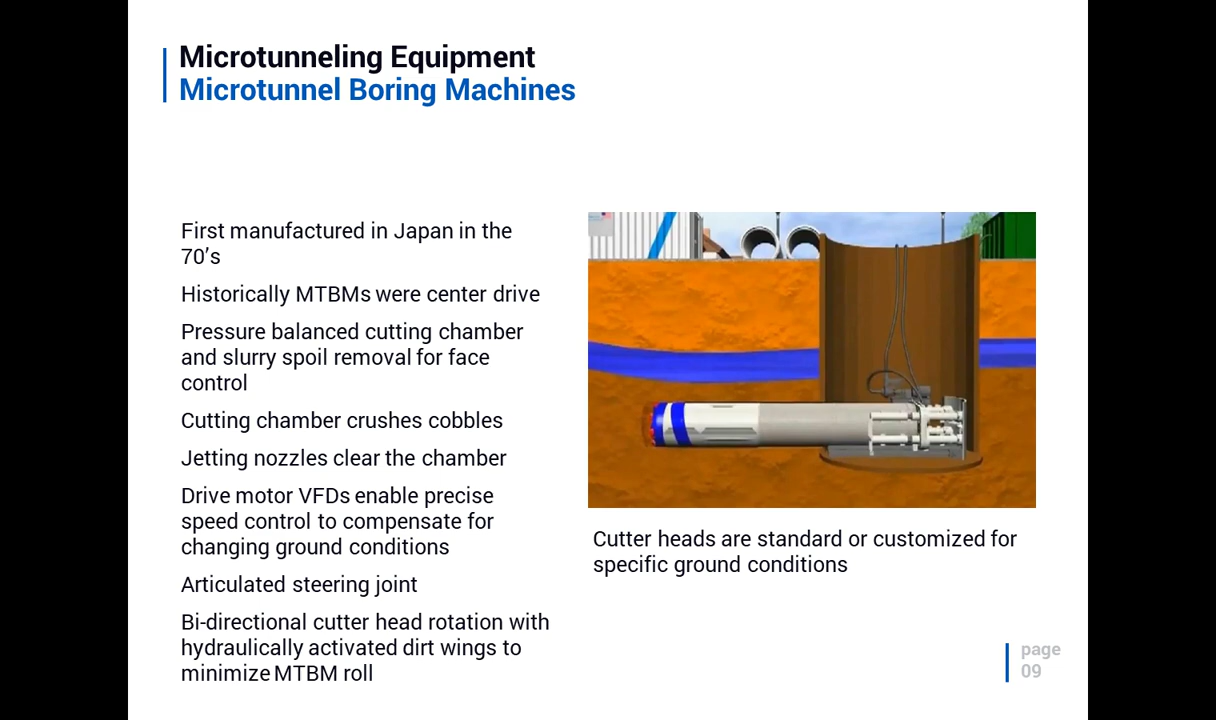 Microtunneling Equipment
Microtunnel Boring Machines
First manufactured in Japan in the
70’s
Historically MTBMs were center drive
Pressure balanced cutting chamber
and slurry spoil removal for face
control
Cutting chamber crushes cobbles
Jetting nozzles clear the chamber
Drive motor VFDs enable precise
speed control to compensate for
changing ground conditions
Articulated steering joint
Bi-directional cutter head rotation with
hydraulically activated dirt wings to
minimize MTBM roll
Cutter heads are standard or customized for
specific ground conditions
page
09